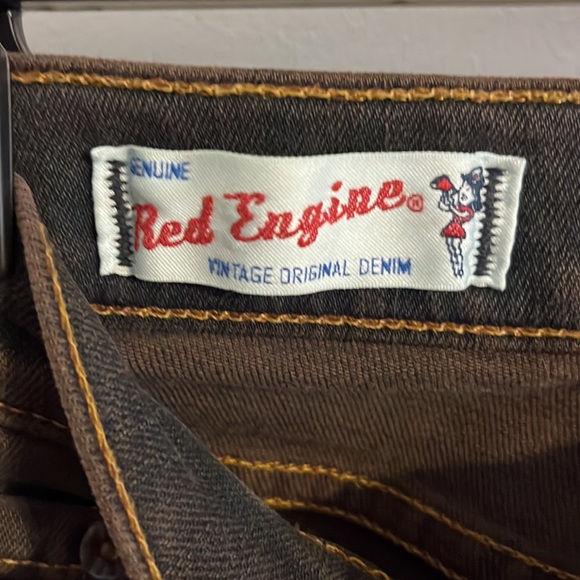 GENUINE
Red Engine®
VINTAGE ORIGINAL DENIM